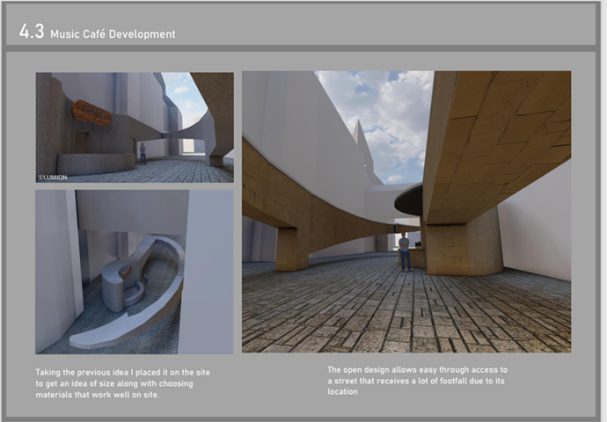 4.3 Music Café Development
LUMION
Taking the previous idea I placed it on the site
to get an idea of size along with choosing
materials that work well on site.
The open design allows easy through access to
a street that receives a lot of footfall due to its
location